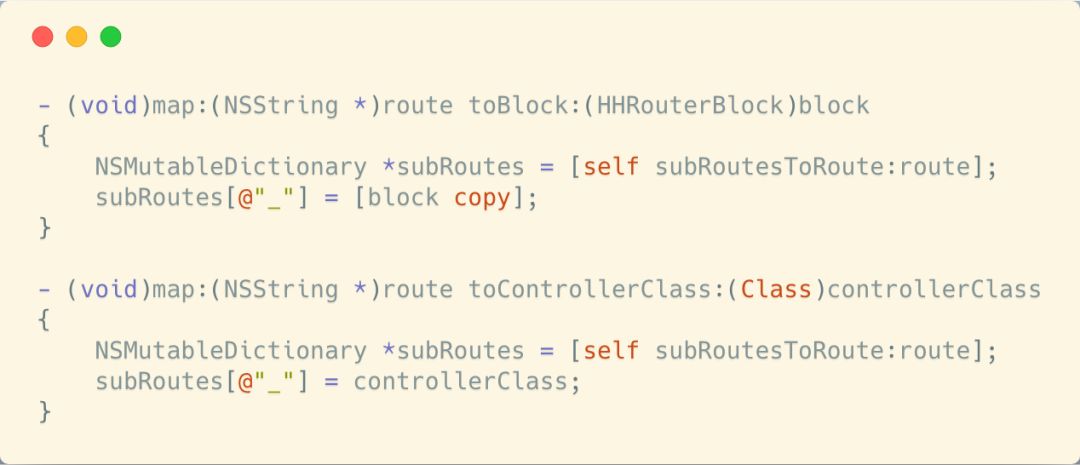 - (void)map:(NSString *)route toBlock:(HHRouterBlock)block
{
    NSMutableDictionary *subRoutes = [self subRoutesToRoute:route];
    subRoutes[@"_"] = [block copy];
}

- (void)map:(NSString *)route toControllerClass:(Class)controllerClass
{
    NSMutableDictionary *subRoutes = [self subRoutesToRoute:route];
    subRoutes[@"_"] = controllerClass;
}